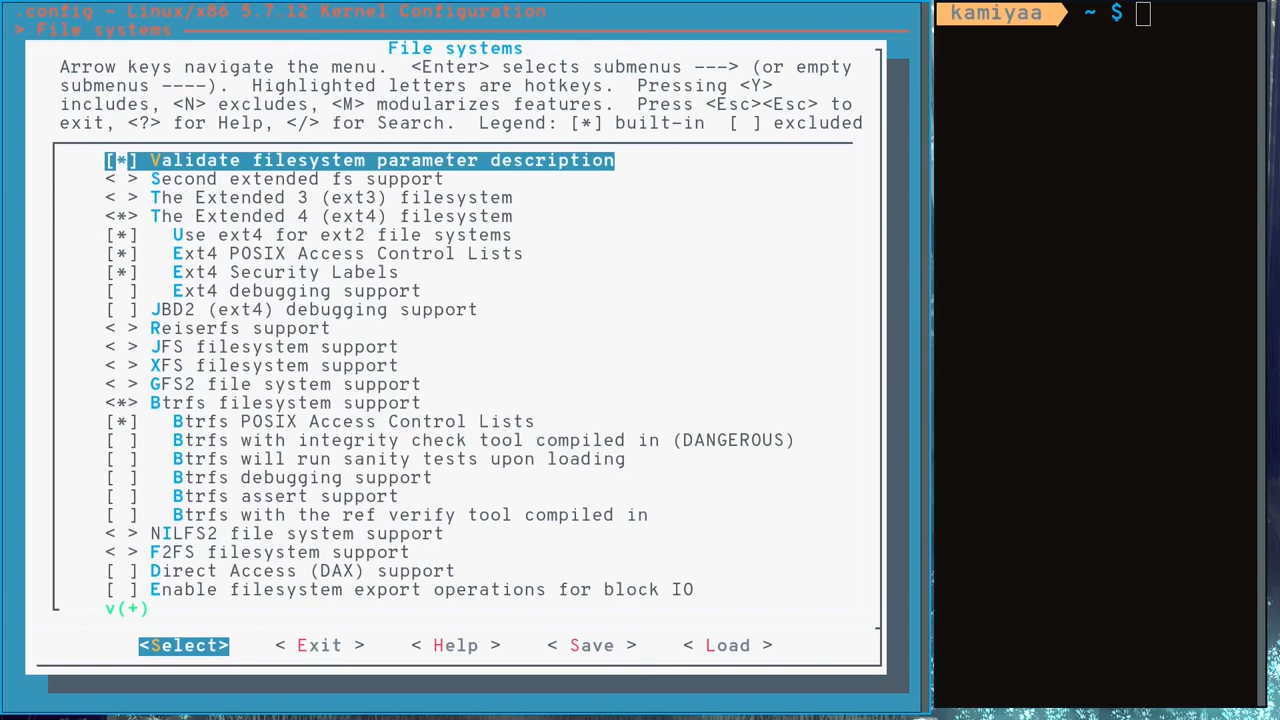 .config - Linux/x86 5.7.12 Kernel Configuration
> File systems
File systems
Arrow keys navigate the menu.  <Enter> selects submenus ---> (or empty
submenus ----).  Highlighted letters are hotkeys.  Pressing <Y>
includes, <N> excludes, <M> modularizes features.  Press <Esc><Esc> to
exit, <?> for Help, </> for Search.  Legend: [*] built-in  [ ] excluded
[*] Validate filesystem parameter description
< > Second extended fs support
< > The Extended 3 (ext3) filesystem
<*> The Extended 4 (ext4) filesystem
[*]   Use ext4 for ext2 file systems
[*]   Ext4 POSIX Access Control Lists
[*]   Ext4 Security Labels
[ ]   Ext4 debugging support
[ ] JBD2 (ext4) debugging support
< > Reiserfs support
< > JFS filesystem support
< > XFS filesystem support
< > GFS2 file system support
<*> Btrfs filesystem support
[*]   Btrfs POSIX Access Control Lists
[ ]   Btrfs with integrity check tool compiled in (DANGEROUS)
[ ]   Btrfs will run sanity tests upon loading
[ ]   Btrfs debugging support
[ ]   Btrfs assert support
[ ]   Btrfs with the ref verify tool compiled in
< > NILFS2 file system support
< > F2FS filesystem support
[ ] Direct Access (DAX) support
[ ] Enable filesystem export operations for block IO
v(+)
<Select>    < Exit >    < Help >    < Save >    < Load >
kamiyaa ~ $